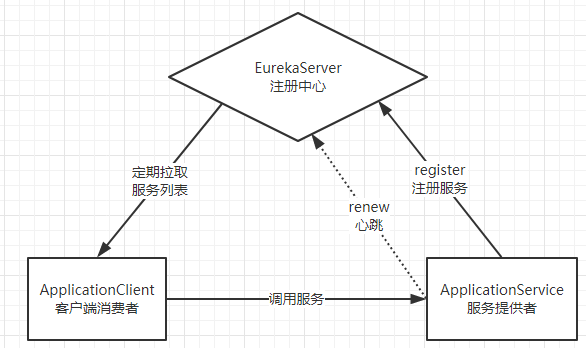 EurekaServer
注册中心
定期拉取
服务列表
register
注册服务
renew
心跳
ApplicationClient
客户端消费者
调用服务
ApplicationService
服务提供者